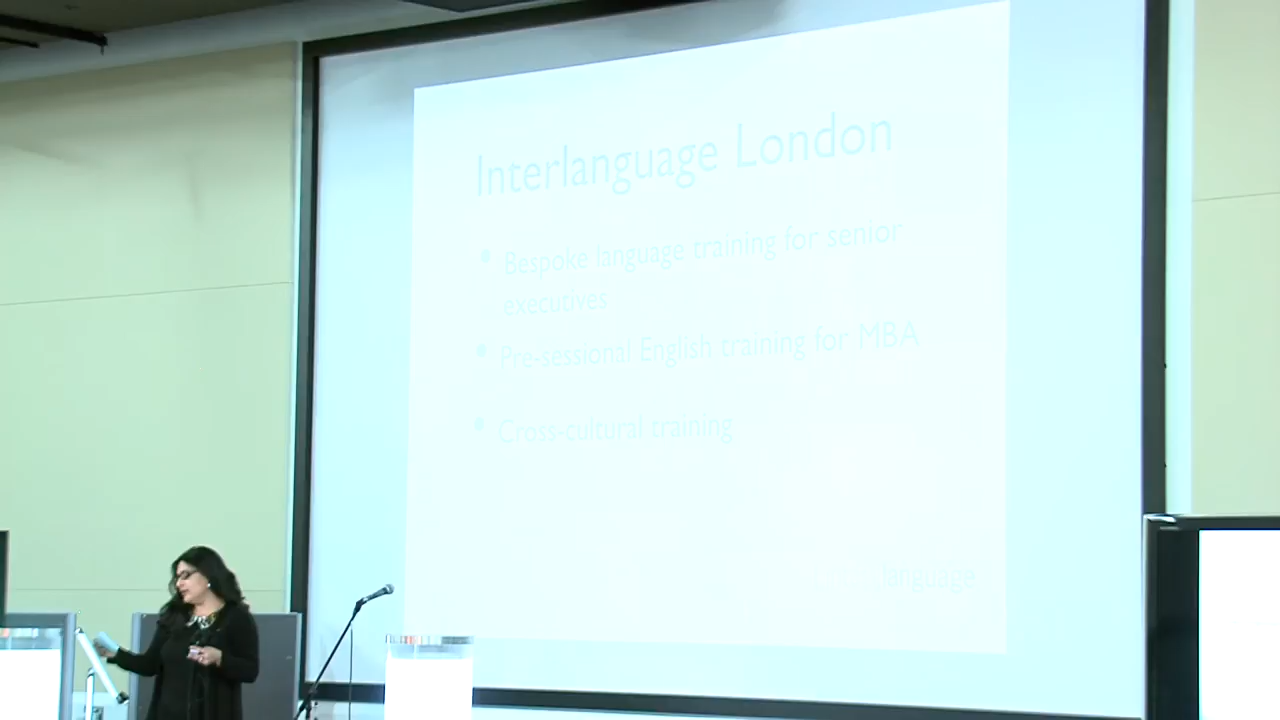 Interlanguage London
• Bespoke language training for senior
executives
• Pre-sessional English training for MBA
• Cross-cultural training
language